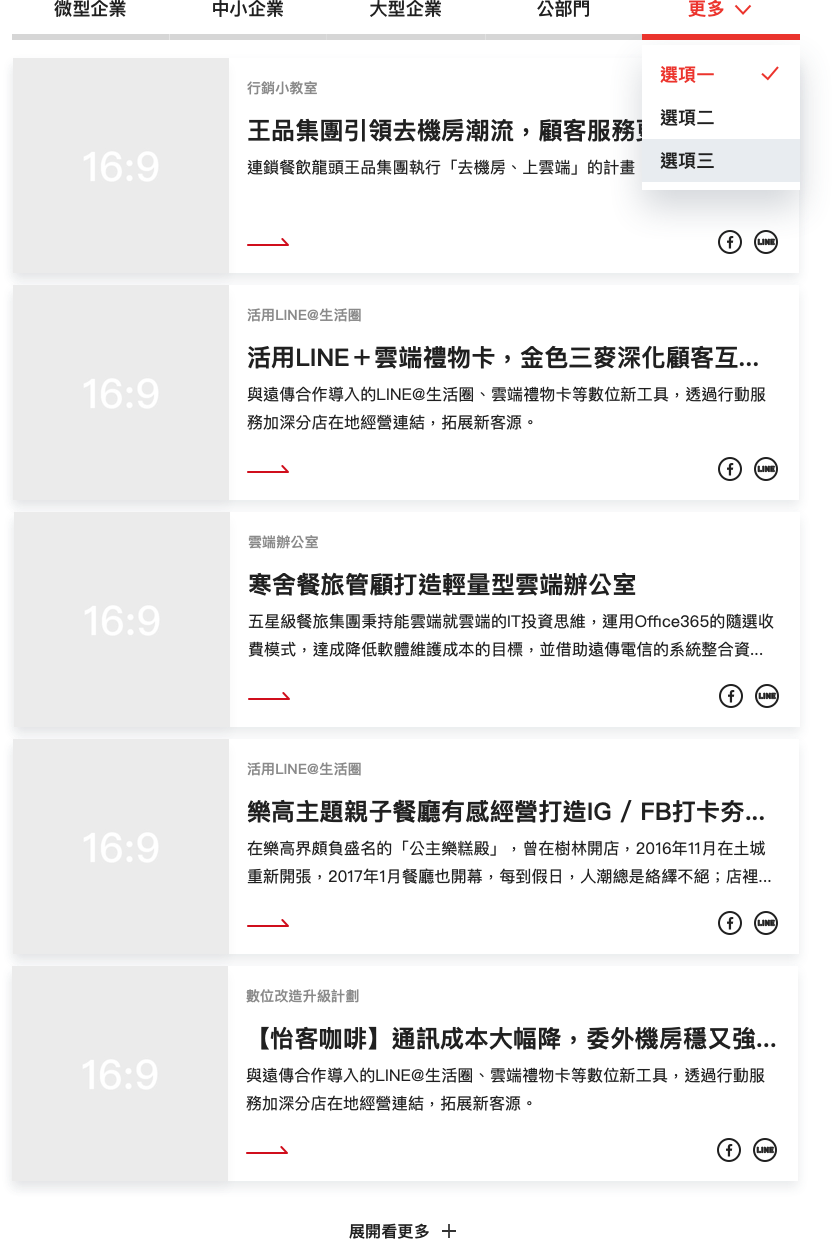 微型企業
中小企業
大型企業
公部門
更多
選項一
選項二
選項三
16:9
行銷小教室
王品集團引領去機房潮流,顧客服務
連鎖餐飲龍頭王品集團執行「去機房、上雲端」的計畫
LINE
16:9
活用LINE@生活圈
活用LINE+雲端禮物卡,金色三麥深化顧客互...
與遠傳合作導入的LINE@生活圈、雲端禮物卡等數位新工具,透過行動服
務加深分店在地經營連結,拓展新客源。
LINE
16:9
雲端辦公室
寒舍餐旅管顧打造輕量型雲端辦公室
五星級餐旅集團秉持能雲端就雲端的IT投資思維,運用Office365的隨選收
費模式,達成降低軟體維護成本的目標,並借助遠傳電信的系統整合資...
LINE
16:9
活用LINE@生活圈
樂高主題親子餐廳有感經營打造IG / FB打卡夯...
在樂高界頗負盛名的「公主樂糕殿」,曾在樹林開店,2016年11月在土城
重新開張,2017年1月餐廳也開幕,每到假日,人潮總是絡繹不絕;店裡...
LINE
16:9
數位改造升級計劃
【怡客咖啡】通訊成本大幅降,委外機房穩又強...
與遠傳合作導入的LINE@生活圈、雲端禮物卡等數位新工具,透過行動服
務加深分店在地經營連結,拓展新客源。
LINE
展開看更多 +